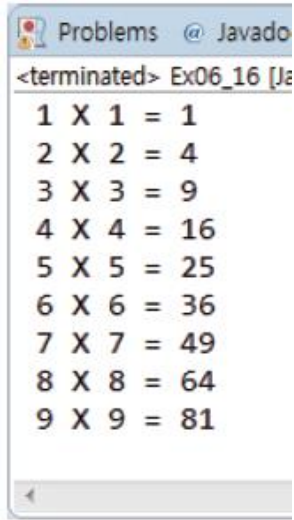 Problems @ Javado
<terminated> Ex06_16 [Ja
1 X 1 = 1
2 X 2 = 4
3 X 3 = 9
4 X 4 = 16
5 X 5 = 25
6 X 6 = 36
7 X 7 = 49
8 X 8 = 64
9 X 9 = 81